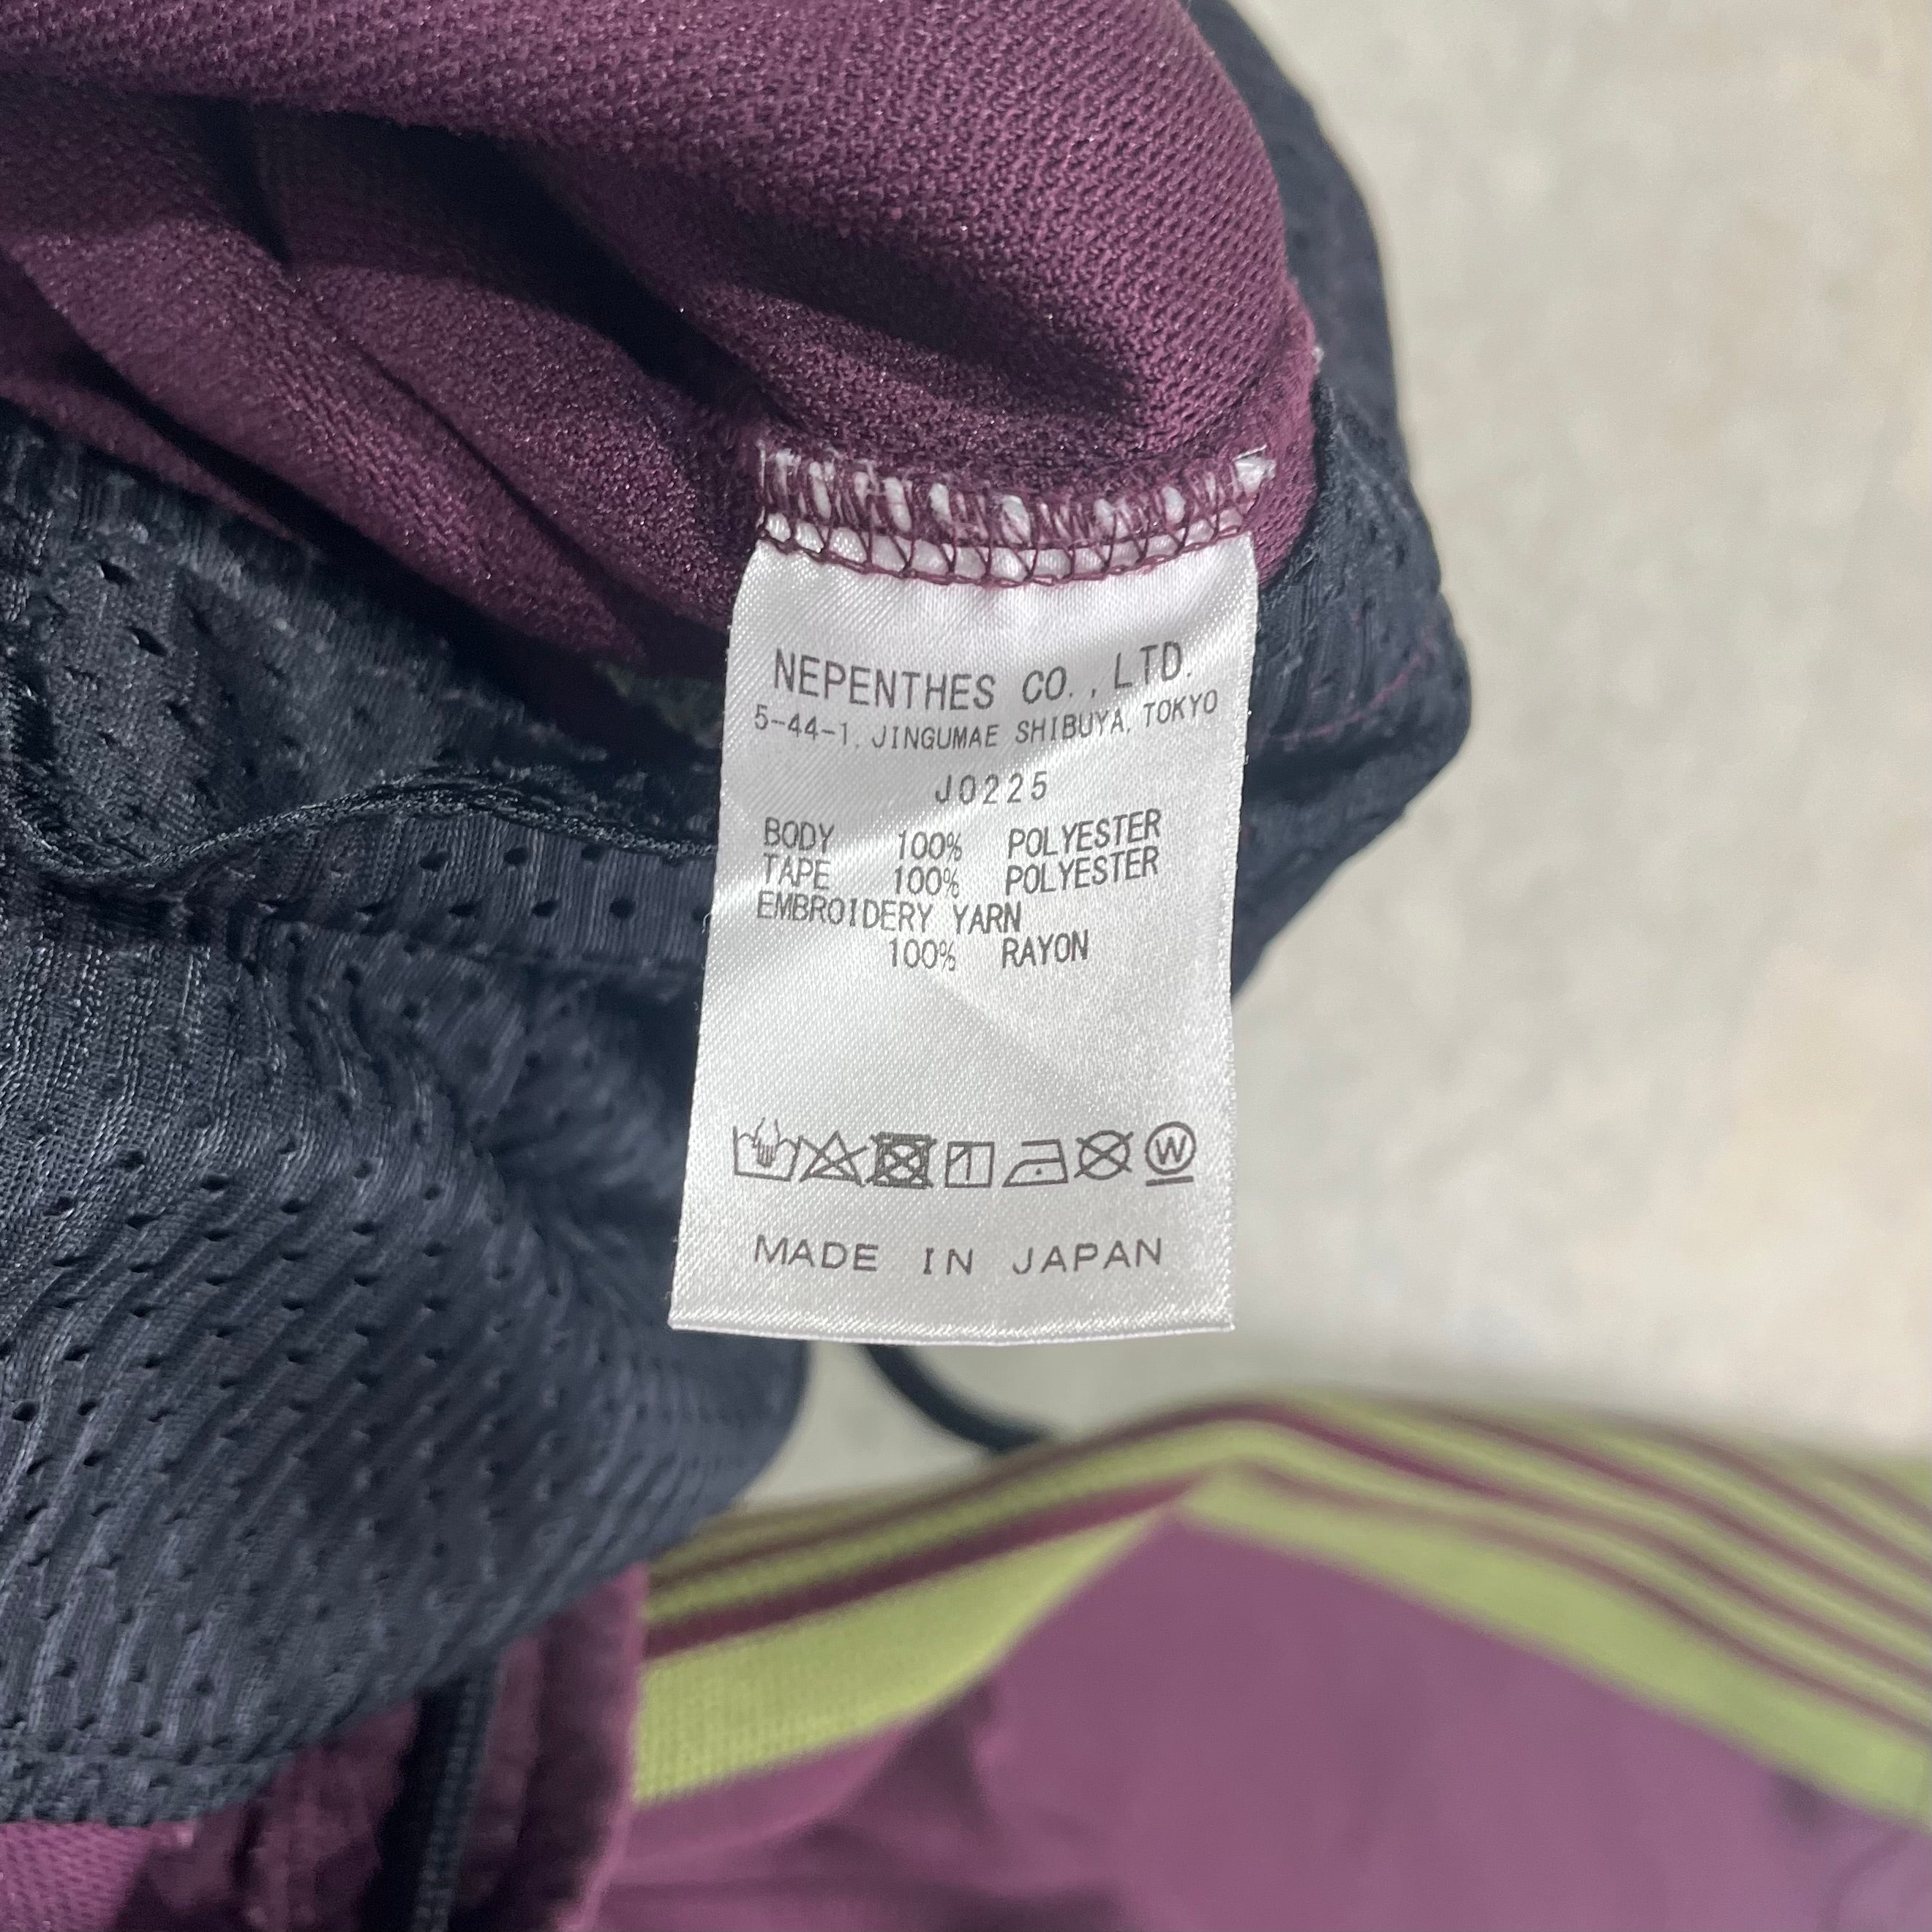 NEPENTHES CO., LTD.
5-44-1, JINGUMAE SHIBUYA, TOKYO
J0225
BODY 100% POLYESTER
TAPE 100% POLYESTER
EMBROIDERY YARN
100% RAYON
W
MADE IN JAPAN